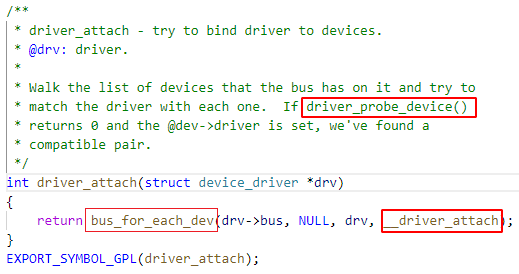 /**
 * driver_attach - try to bind driver to devices.
 * @drv: driver.
 *
 * Walk the list of devices that the bus has on it and try to
 * match the driver with each one.  If driver_probe_device()
 * returns 0 and the @dev->driver is set, we've found a
 * compatible pair.
 */
int driver_attach(struct device_driver *drv)
{
    return bus_for_each_dev(drv->bus, NULL, drv, __driver_attach);
}
EXPORT_SYMBOL_GPL(driver_attach);